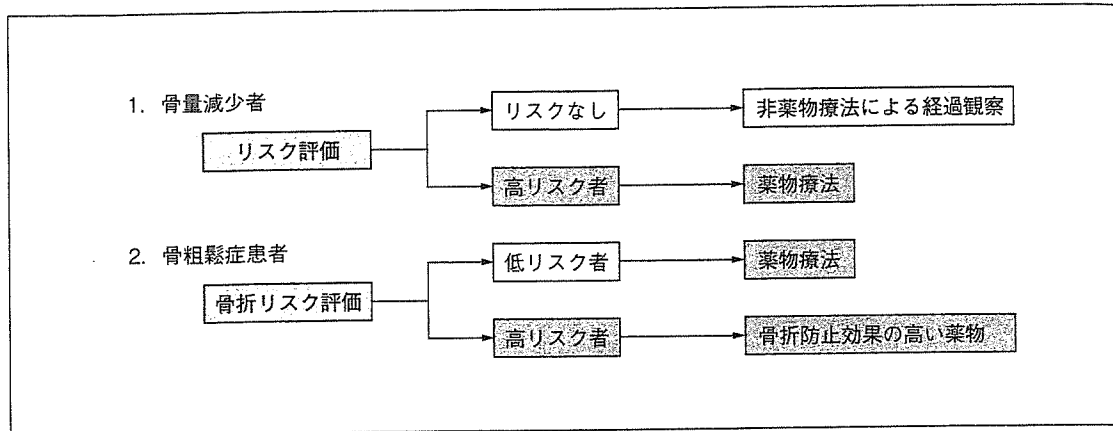 1. 骨量減少者
リスク評価
リスクなし
非薬物療法による経過観察
高リスク者
薬物療法
2. 骨粗鬆症患者
骨折リスク評価
低リスク者
薬物療法
高リスク者
骨折防止効果の高い薬物